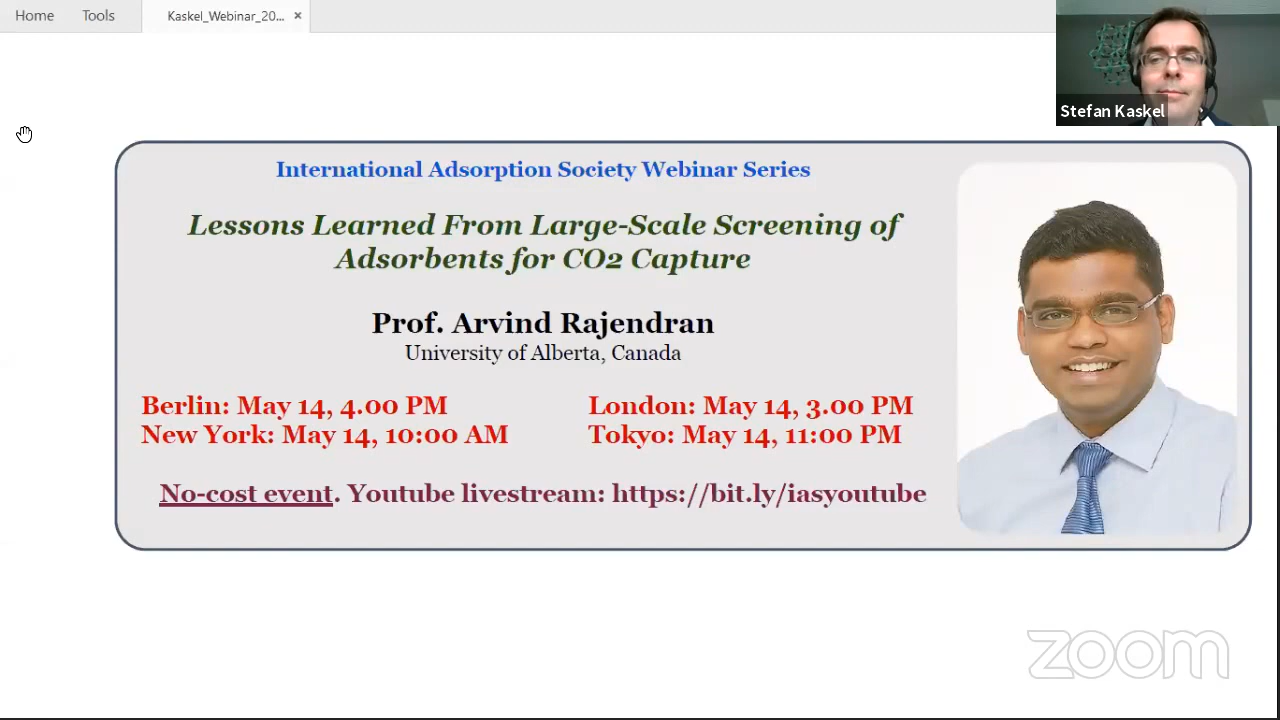 Home Tools Kaskel_Webinar_20... ×
Stefan Kaskel
International Adsorption Society Webinar Series
Lessons Learned From Large-Scale Screening of
Adsorbents for CO2 Capture
Prof. Arvind Rajendran
University of Alberta, Canada
Berlin: May 14, 4.00 PM London: May 14, 3.00 PM
New York: May 14, 10:00 AM Tokyo: May 14, 11:00 PM
No-cost event. Youtube livestream: https://bit.ly/iasyoutube
zoom